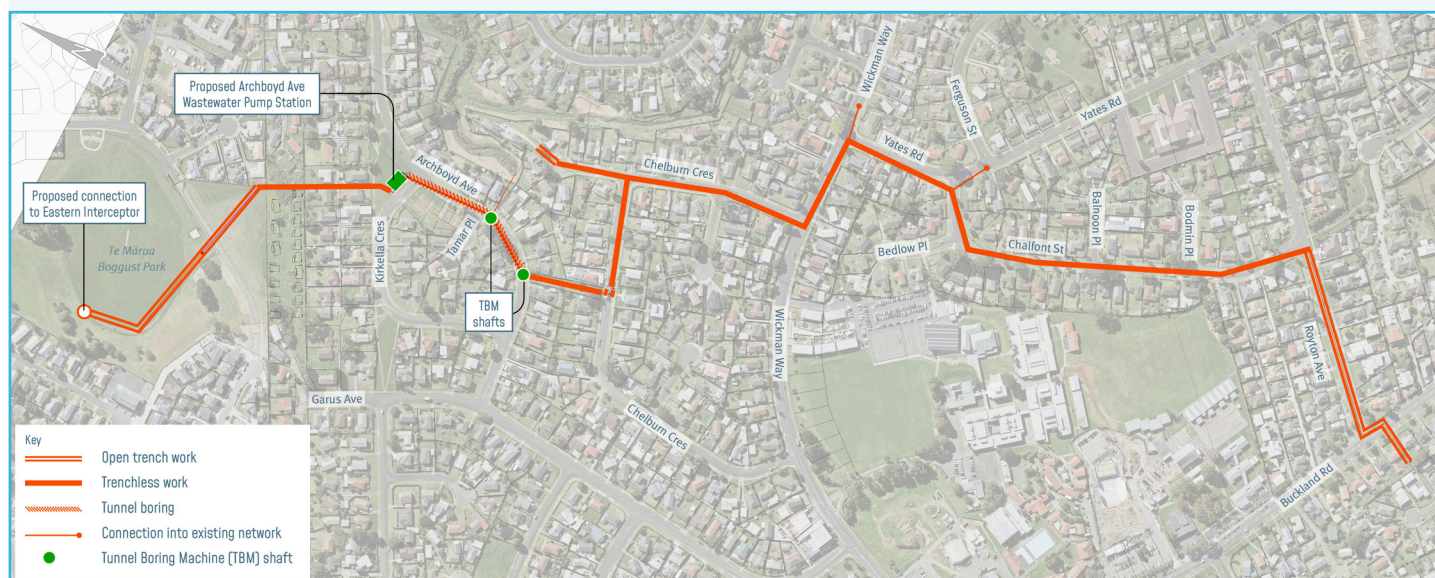 Proposed Archboyd Ave
Wastewater Pump Station
Proposed connection
to Eastern Interceptor
Te Mārua
Boggust Park
Kirkella Cres
Archboyd Ave
Tamar Pl
TBM
shafts
Garus Ave
Chelburn Cres
Chelburn Cres
Wickman Way
Wickman Way
Ferguson St
Yates Rd
Yates Rd
Bedlow Pl
Chalfont St
Balnoon Pl
Bodmin Pl
Royton Ave
Buckland Rd
Key
Open trench work
Trenchless work
Tunnel boring
Connection into existing network
Tunnel Boring Machine (TBM) shaft